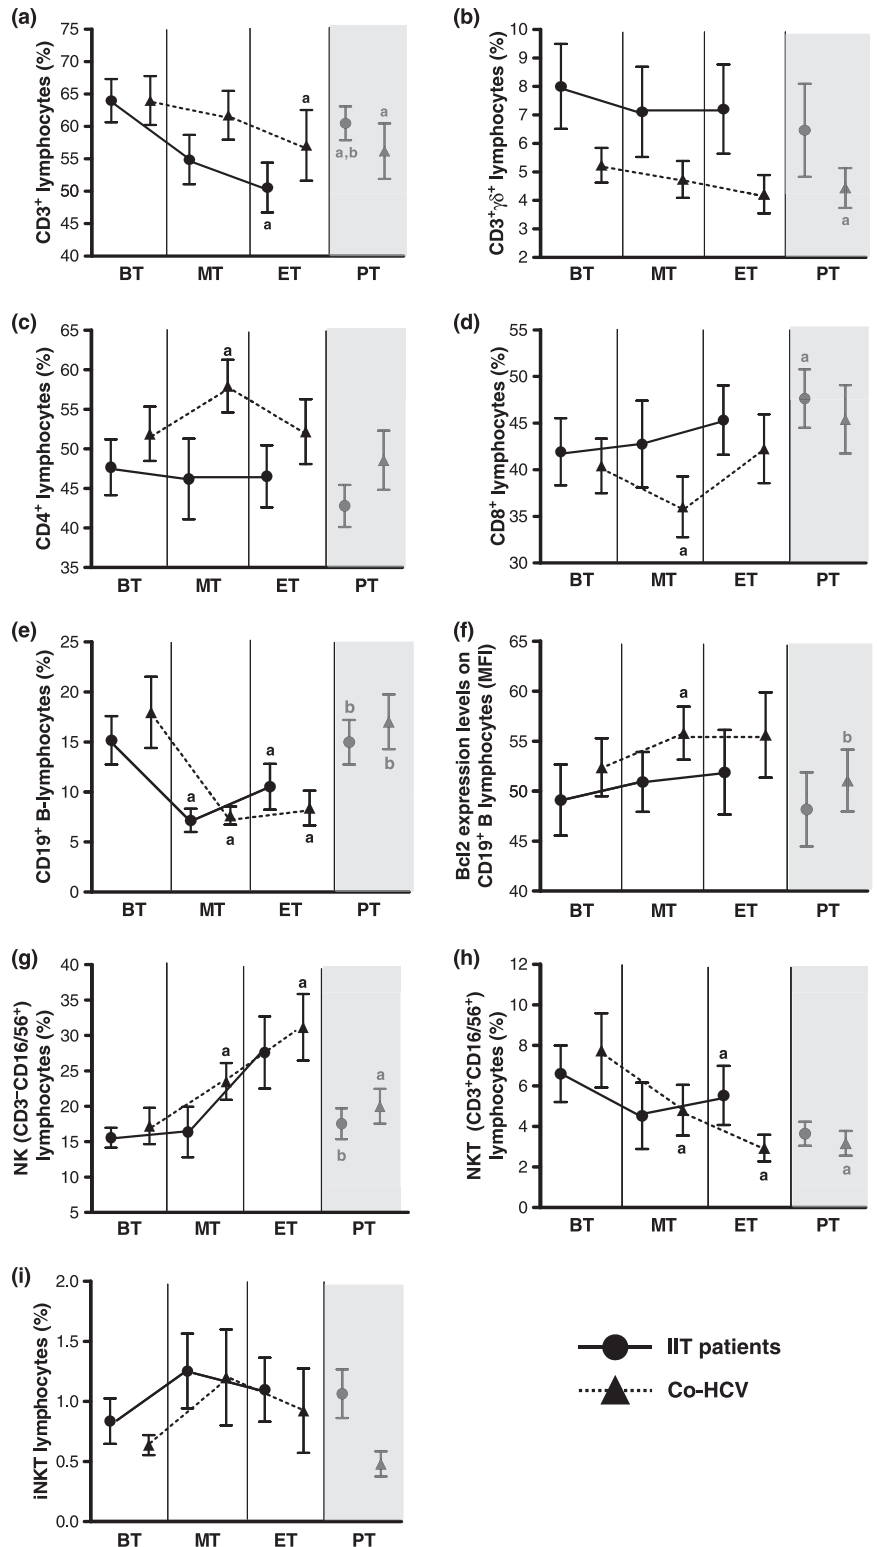 (a)
CD3⁺ lymphocytes (%)
75
70
65
60
55
50
45
40
a
a
a,b
a
BT MT ET PT
(b)
CD3⁺γδ⁺ lymphocytes (%)
10
9
8
7
6
5
4
3
2
a
BT MT ET PT
(c)
CD4⁺ lymphocytes (%)
65
60
55
50
45
40
35
a
BT MT ET PT
(d)
CD8⁺ lymphocytes (%)
55
50
45
40
35
30
a
a
BT MT ET PT
(e)
CD19⁺ B-lymphocytes (%)
25
20
15
10
5
0
a
a
a
a
b
b
BT MT ET PT
(f)
Bcl2 expression levels on
CD19⁺ B lymphocytes (MFI)
65
60
55
50
45
40
a
b
BT MT ET PT
(g)
NK (CD3⁻CD16/56⁺)
lymphocytes (%)
40
35
30
25
20
15
10
5
a
a
a
b
BT MT ET PT
(h)
NKT (CD3⁺CD16/56⁺)
lymphocytes (%)
12
10
8
6
4
2
0
a
a
a
a
BT MT ET PT
(i)
iNKT lymphocytes (%)
2.0
1.5
1.0
0.5
0.0
BT MT ET PT
IIT patients
Co-HCV